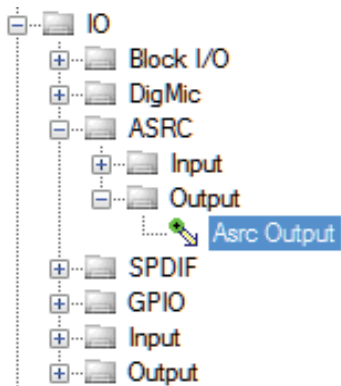 IO
Block I/O
DigMic
ASRC
Input
Output
Asrc Output
SPDIF
GPIO
Input
Output